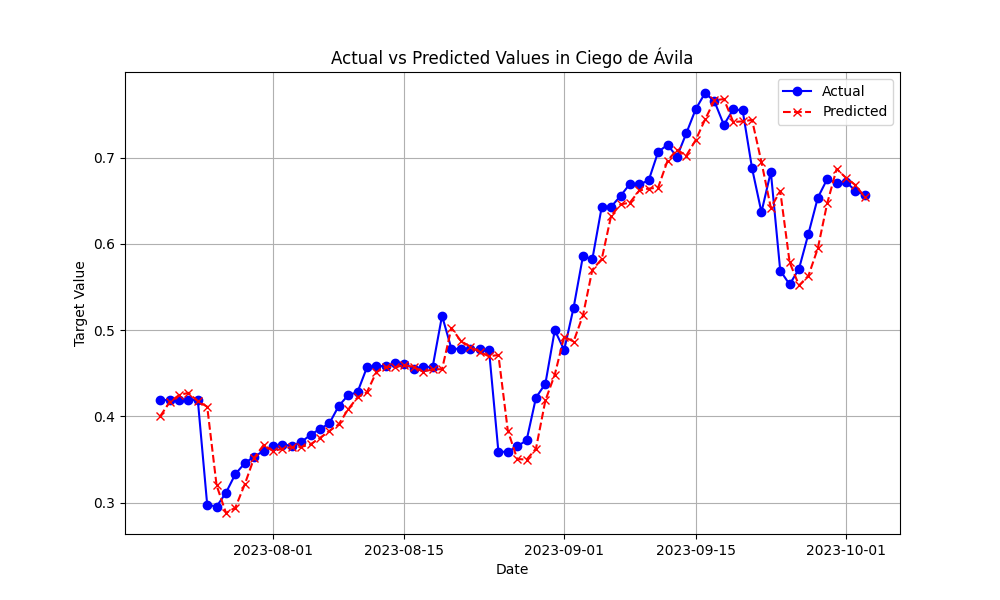 Actual vs Predicted Values in Ciego de Ávila
Actual
Predicted
Target Value
0.7
0.6
0.5
0.4
0.3
2023-08-01
2023-08-15
2023-09-01
2023-09-15
2023-10-01
Date